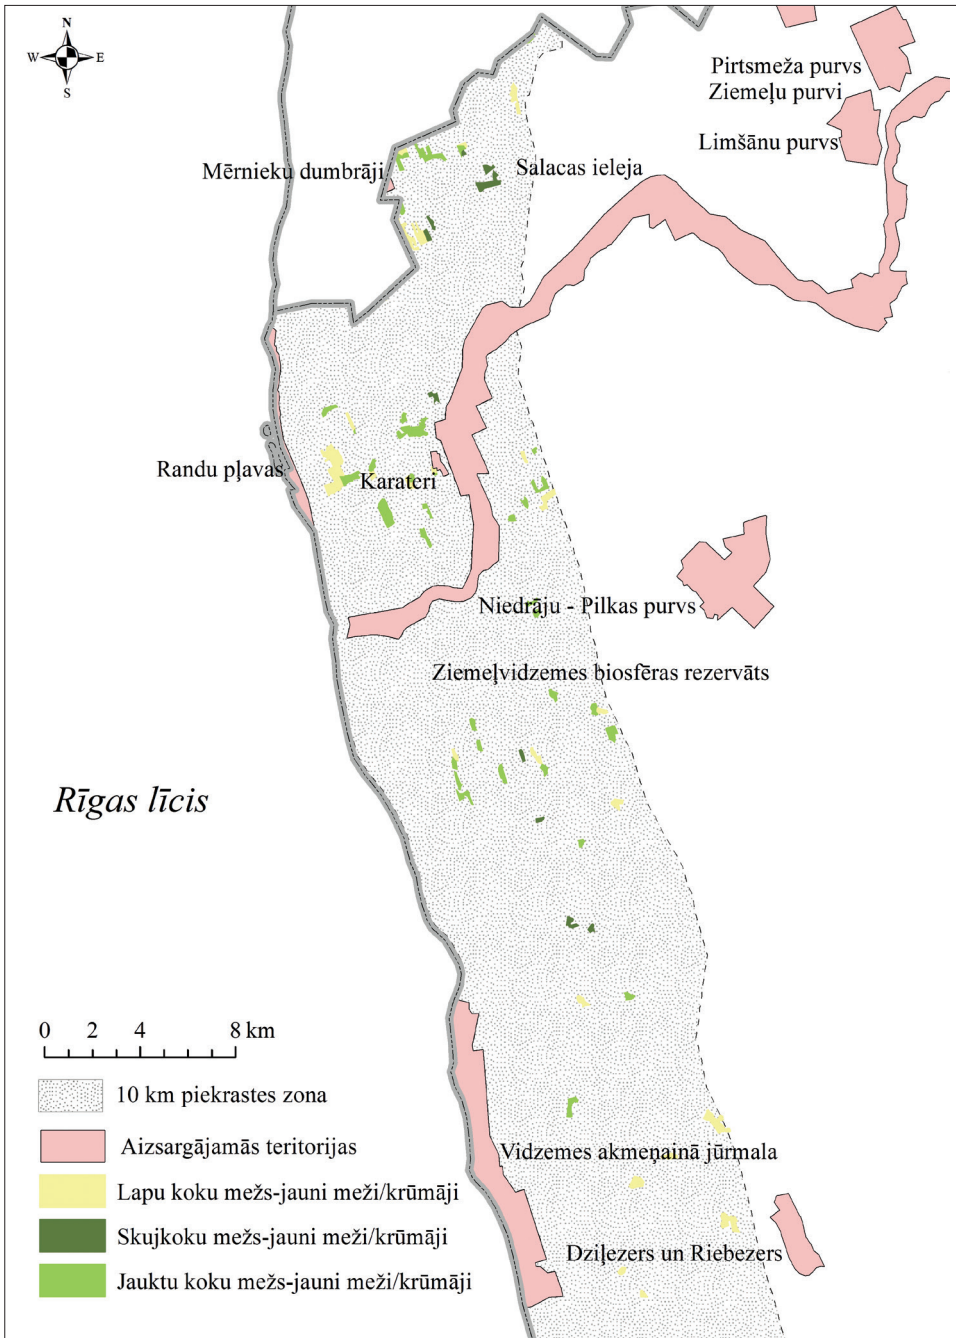 N
W E
S
Pirtsmeža purvs
Ziemeļu purvi
Limšānu purvs
Mērnieku dumbrāji
Salacas ieleja
Randu pļavas
Karateri
Niedrāju - Pilkas purvs
Ziemeļvidzemes biosfēras rezervāts
Rīgas līcis
0 2 4 8 km
10 km piekrastes zona
Aizsargājamās teritorijas
Lapu koku mežs-jauni meži/krūmāji
Skujkoku mežs-jauni meži/krūmāji
Jauktu koku mežs-jauni meži/krūmāji
Vidzemes akmeņainā jūrmala
Dziļezers un Riebezers